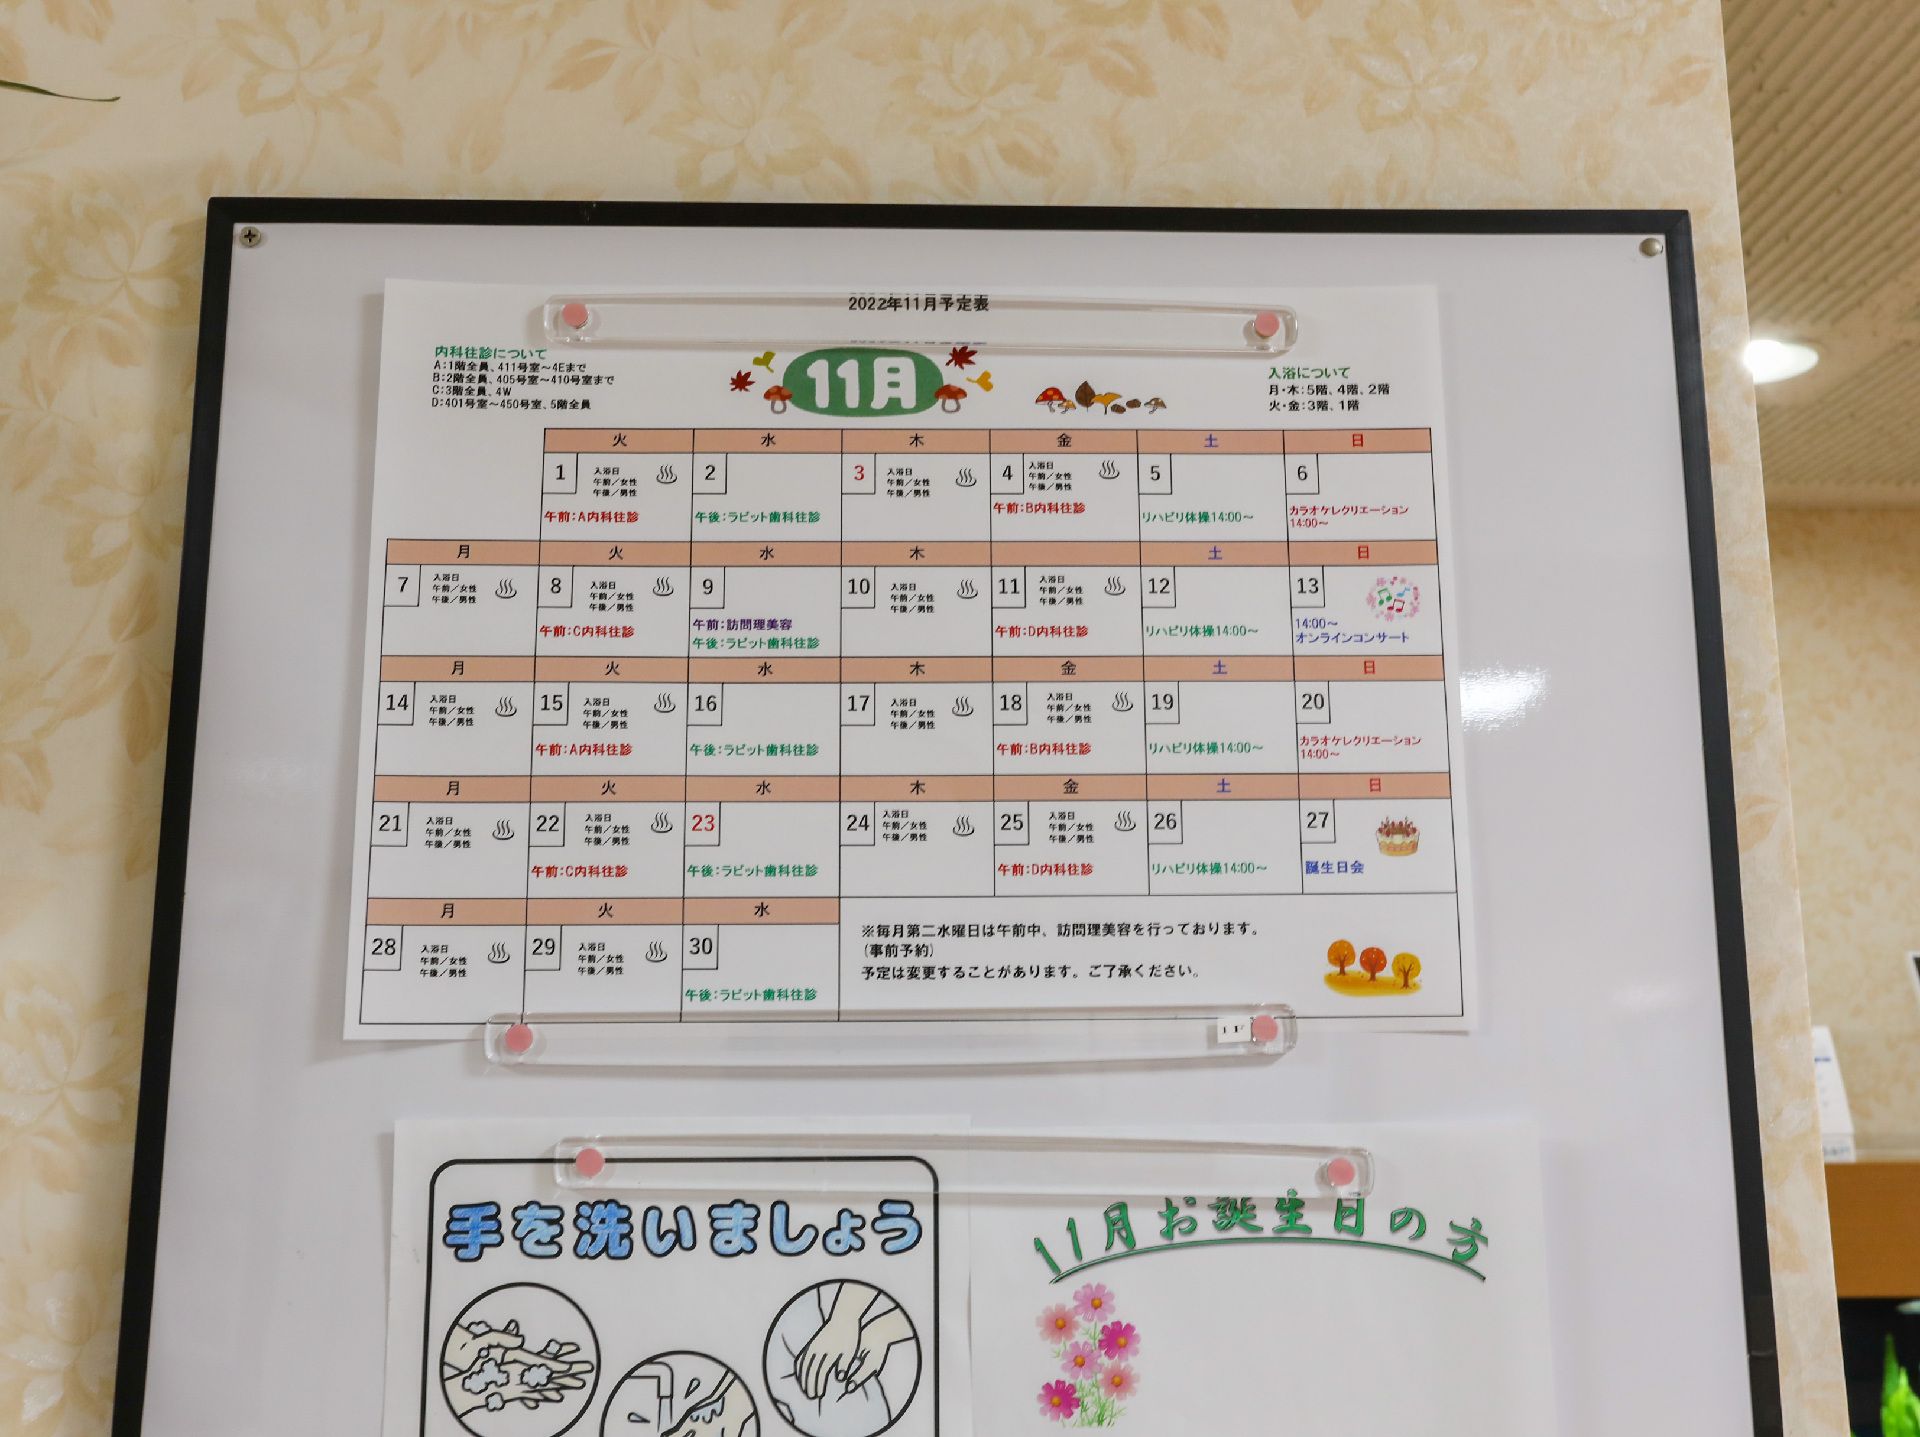 2022年11月予定表
内科往診について
A:1階全員、411号室～4Eまで
B:2階全員、405号室～410号室まで
C:3階全員、4W
D:401号室～450号室、5階全員
11月
入浴について
月・木:5階、4階、2階
火・金:3階、1階
火 水 木 金 土 日
1 入浴日 午前／女性 午後／男性 午前:A内科往診
2 午後:ラビット歯科往診
3 入浴日 午前／女性 午後／男性
4 入浴日 午前／女性 午後／男性 午前:B内科往診
5 リハビリ体操14:00～
6 カラオケレクリエーション 14:00～
月 火 水 木 土 日
7 入浴日 午前／女性 午後／男性
8 入浴日 午前／女性 午後／男性 午前:C内科往診
9 午前:訪問理美容 午後:ラビット歯科往診
10 入浴日 午前／女性 午後／男性
11 入浴日 午前／女性 午後／男性 午前:D内科往診
12 リハビリ体操14:00～
13 14:00～ オンラインコンサート
月 火 水 木 金 土 日
14 入浴日 午前／女性 午後／男性
15 入浴日 午前／女性 午後／男性 午前:A内科往診
16 午後:ラビット歯科往診
17 入浴日 午前／女性 午後／男性
18 入浴日 午前／女性 午後／男性 午前:B内科往診
19 リハビリ体操14:00～
20 カラオケレクリエーション 14:00～
月 火 水 木 金 土 日
21 入浴日 午前／女性 午後／男性
22 入浴日 午前／女性 午後／男性 午前:C内科往診
23 午後:ラビット歯科往診
24 入浴日 午前／女性 午後／男性
25 入浴日 午前／女性 午後／男性 午前:D内科往診
26 リハビリ体操14:00～
27 誕生日会
月 火 水
28 入浴日 午前／女性 午後／男性
29 入浴日 午前／女性 午後／男性
30 午後:ラビット歯科往診
※毎月第二水曜日は午前中、訪問理美容を行っております。
(事前予約)
予定は変更することがあります。ご了承ください。
1F
手を洗いましょう
11月お誕生日の方